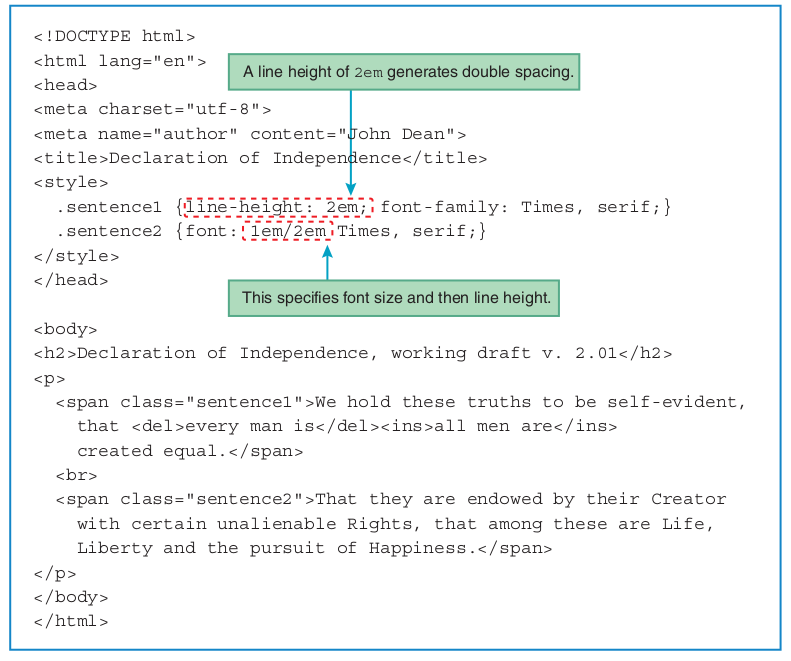 <!DOCTYPE html>
<html lang="en">
A line height of 2em generates double spacing.
<head>
<meta charset="utf-8">
<meta name="author" content="John Dean">
<title>Declaration of Independence</title>
<style>
  .sentence1 {line-height: 2em; font-family: Times, serif;}
  .sentence2 {font: 1em/2em Times, serif;}
</style>
</head>
This specifies font size and then line height.
<body>
<h2>Declaration of Independence, working draft v. 2.01</h2>
<p>
  <span class="sentence1">We hold these truths to be self-evident,
    that <del>every man is</del><ins>all men are</ins>
    created equal.</span>
  <br>
  <span class="sentence2">That they are endowed by their Creator
    with certain unalienable Rights, that among these are Life,
    Liberty and the pursuit of Happiness.</span>
</p>
</body>
</html>